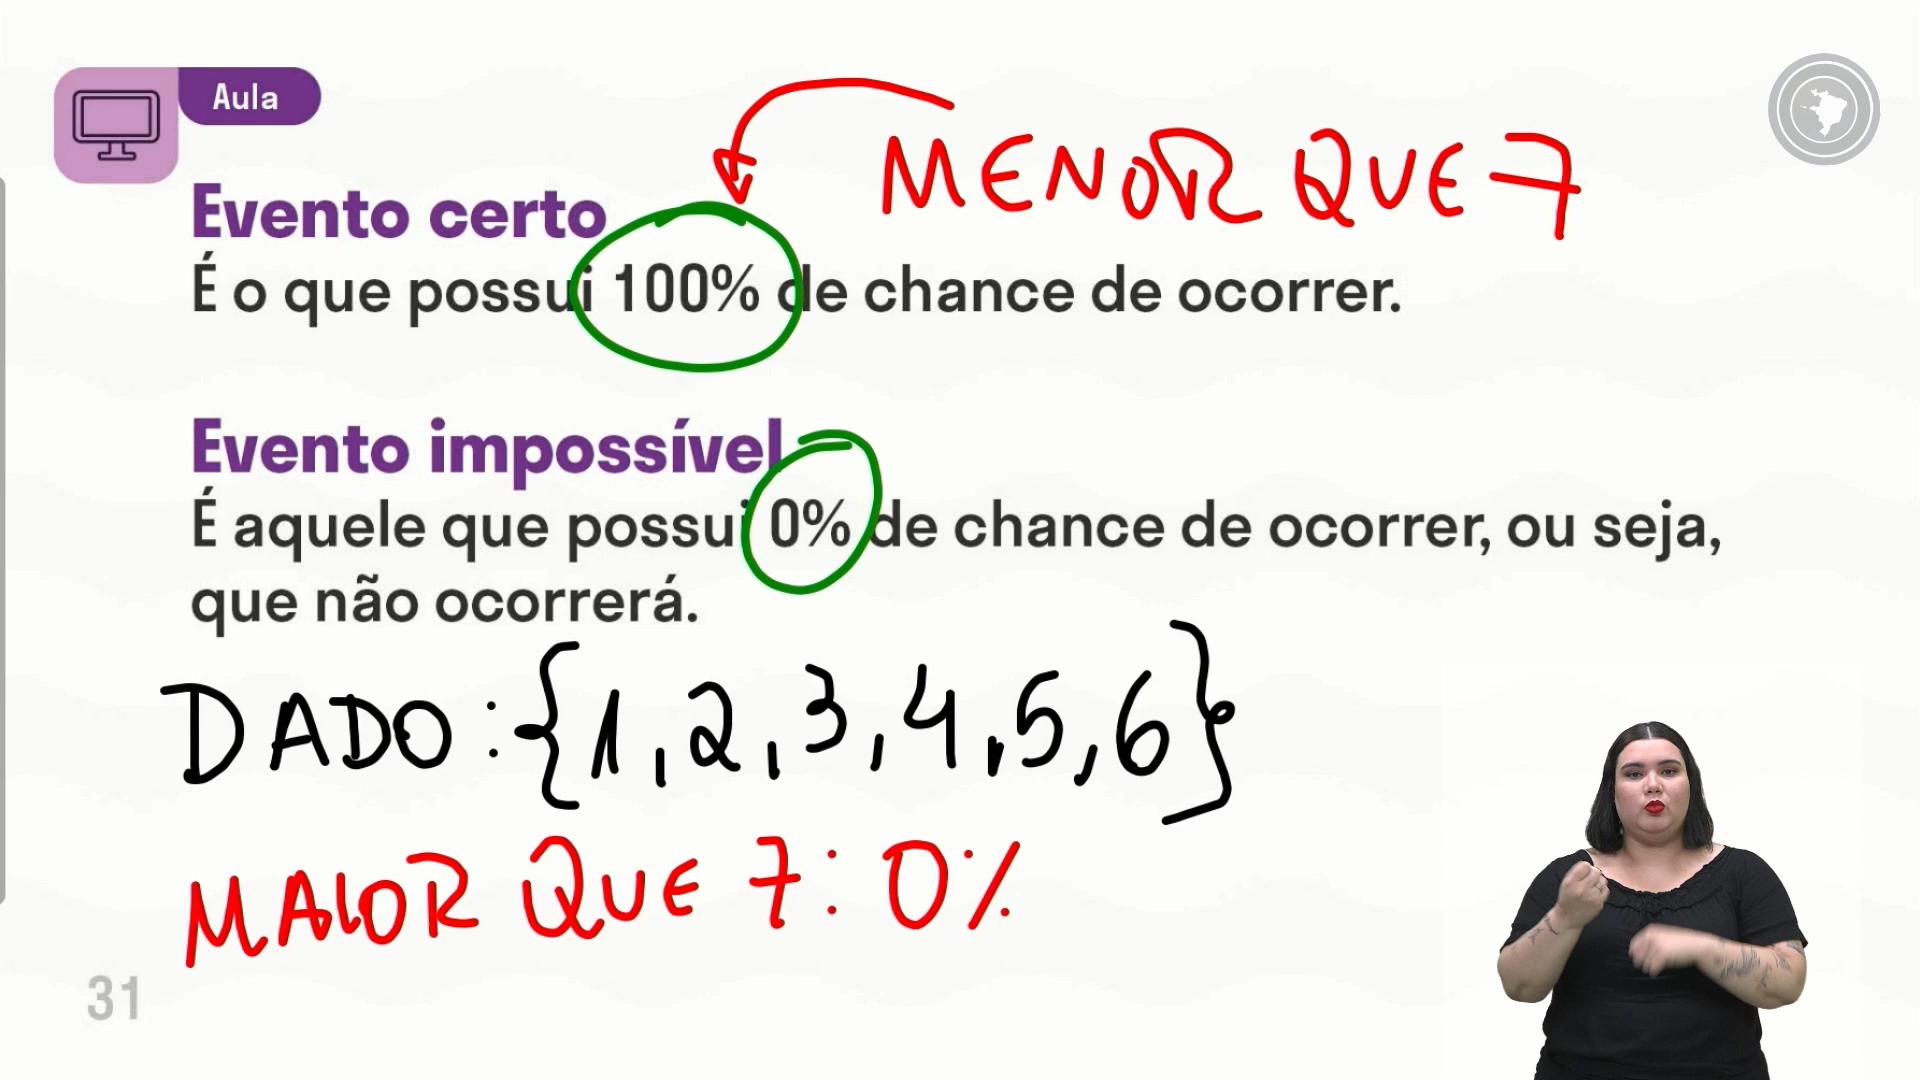 Aula
MENOR QUE 7
Evento certo
É o que possui 100% de chance de ocorrer.
Evento impossível
É aquele que possui 0% de chance de ocorrer, ou seja,
que não ocorrerá.
DADO : {1, 2, 3, 4, 5, 6}
MAIOR QUE 7 : 0%
31